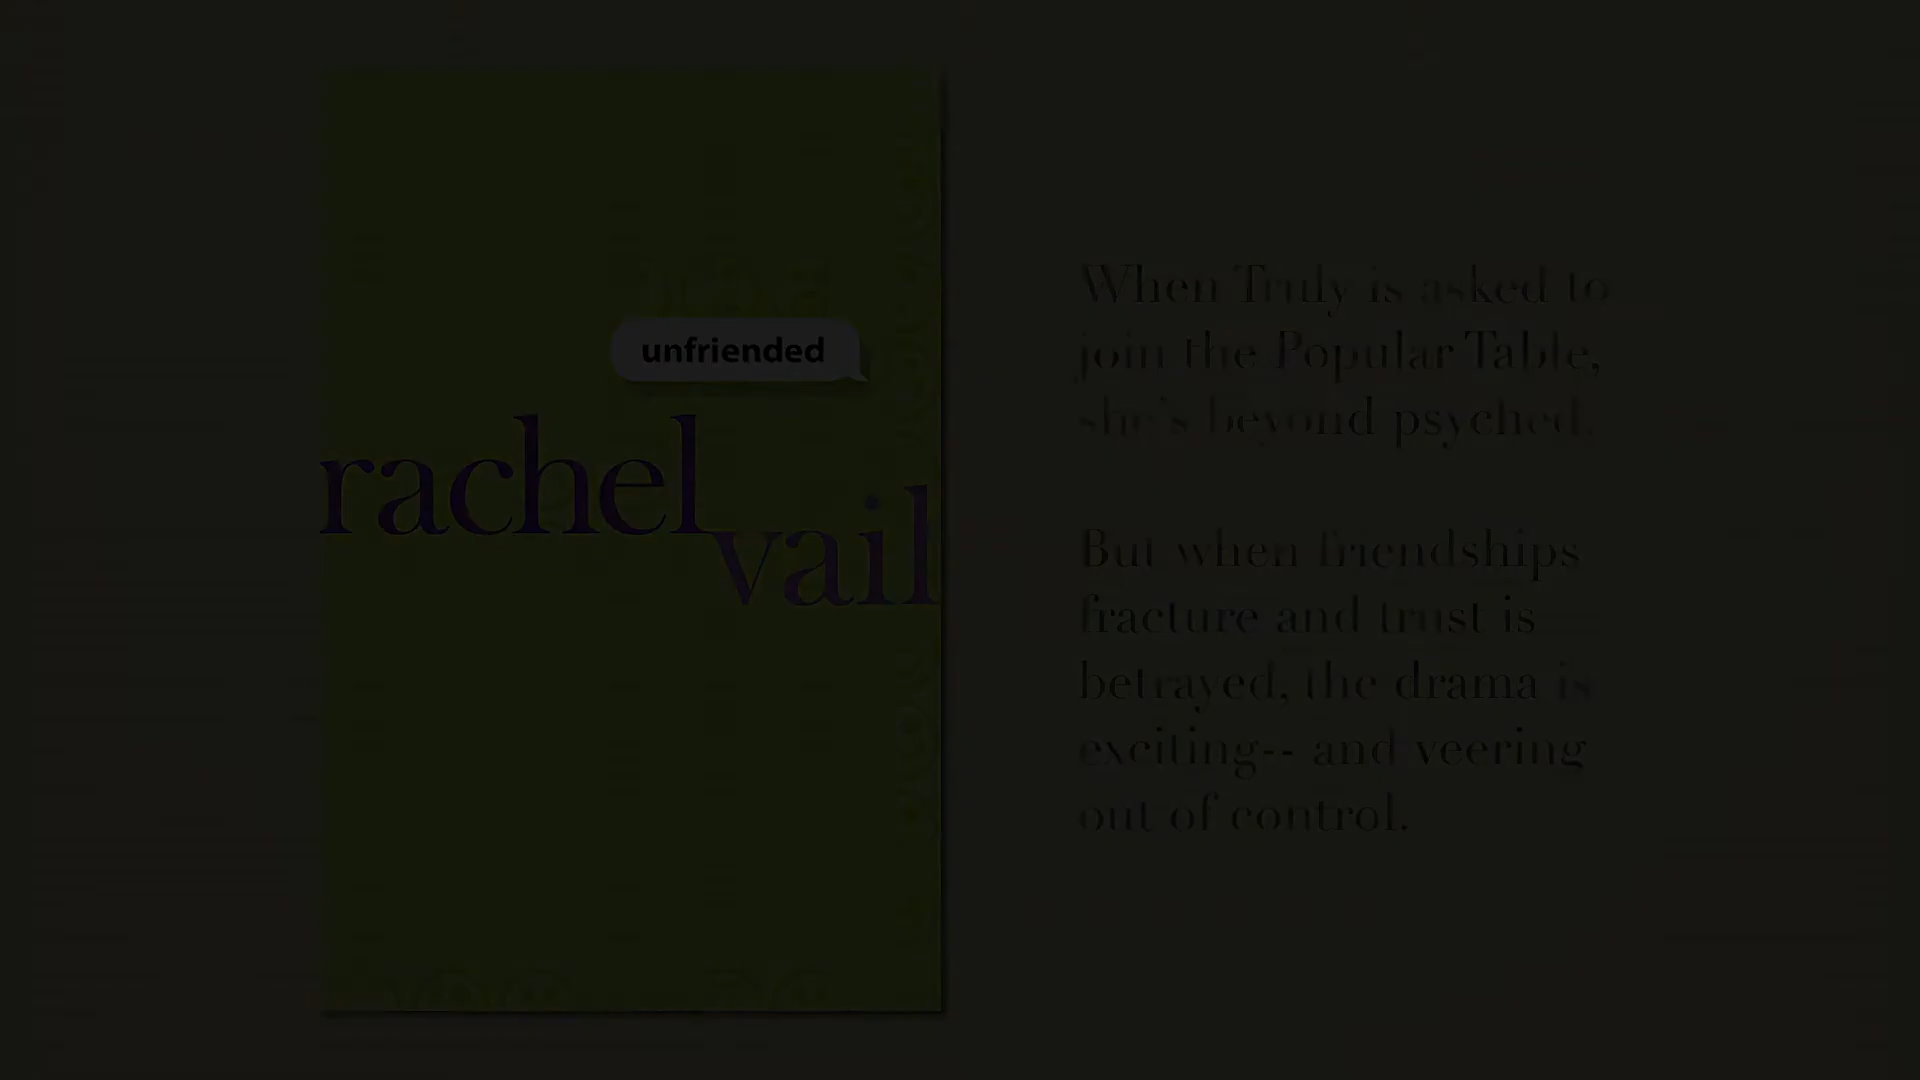 unfriended
rachel
vail
When Truly is asked to
join the Popular Table,
she's beyond psyched.
But when friendships
fracture and trust is
betrayed, the drama is
exciting-- and veering
out of control.